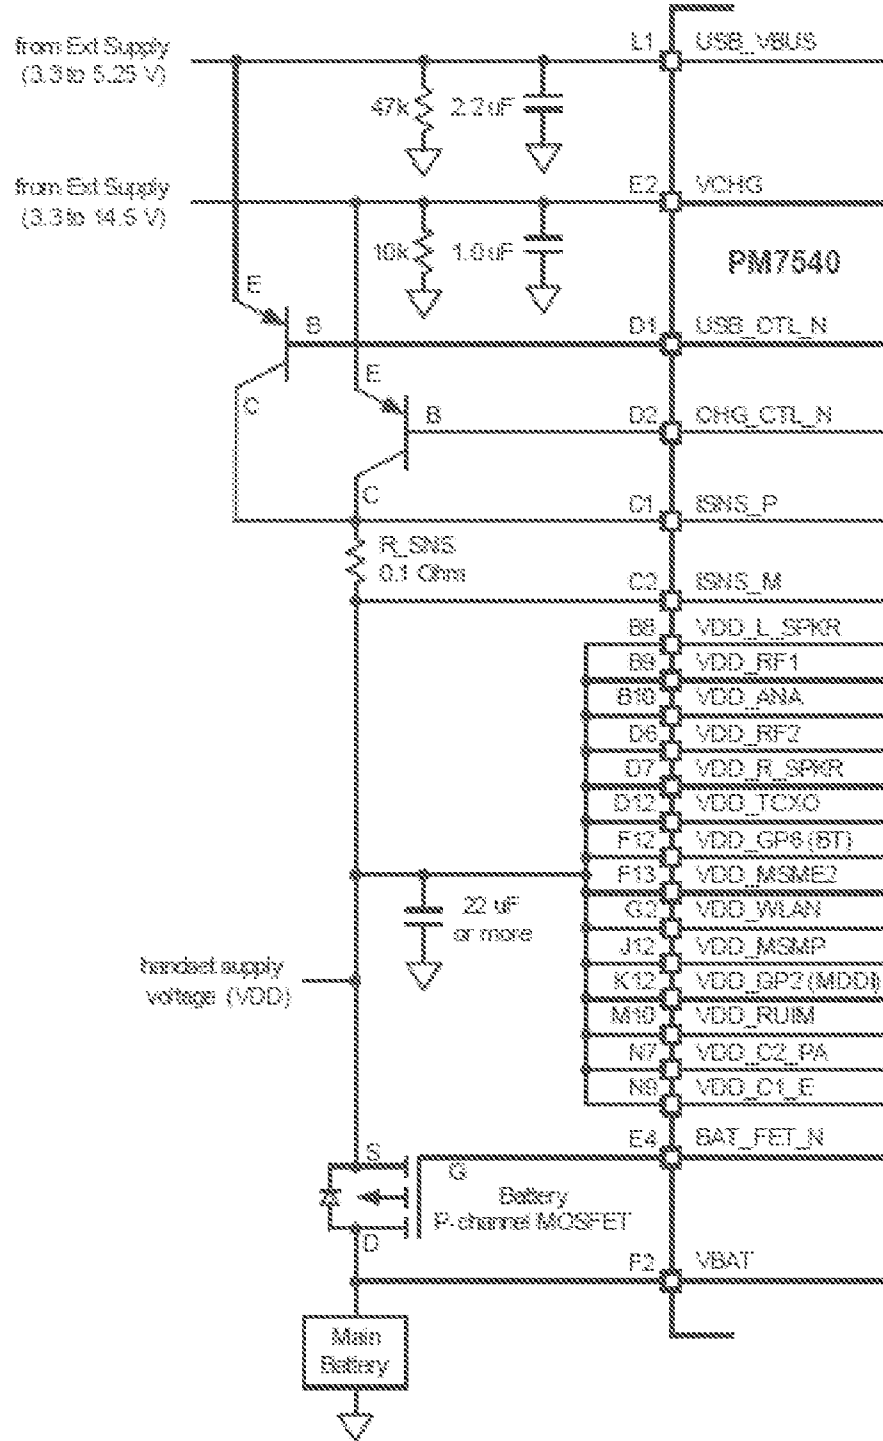 from Ext Supply
(3.3 to 5.25 V)
L1 USB_VBUS
47k 2.2 uF
from Ext Supply
(3.3 to 14.5 V)
E2 VCHG
10k 1.0 uF
PM7540
E
B
D1 USB_CTL_N
C
E
B
D2 CHG_CTL_N
C
C1 ISNS_P
R_SNS
0.1 Ohms
C2 ISNS_M
B8 VDD_L_SPKR
B9 VDD_RF1
B10 VDD_ANA
D6 VDD_RF2
D7 VDD_R_SPKR
D12 VDD_TCXO
F12 VDD_GP6 (BT)
F13 VDD_MSME2
G2 VDD_WLAN
J12 VDD_MSMP
K12 VDD_GP2 (MDDI)
M10 VDD_RUIM
N7 VDD_C2_PA
N9 VDD_C1_E
22 uF
or more
handset supply
voltage (VDD)
E4 BAT_FET_N
S
G
Battery
P-channel MOSFET
D
F2 VBAT
Main
Battery